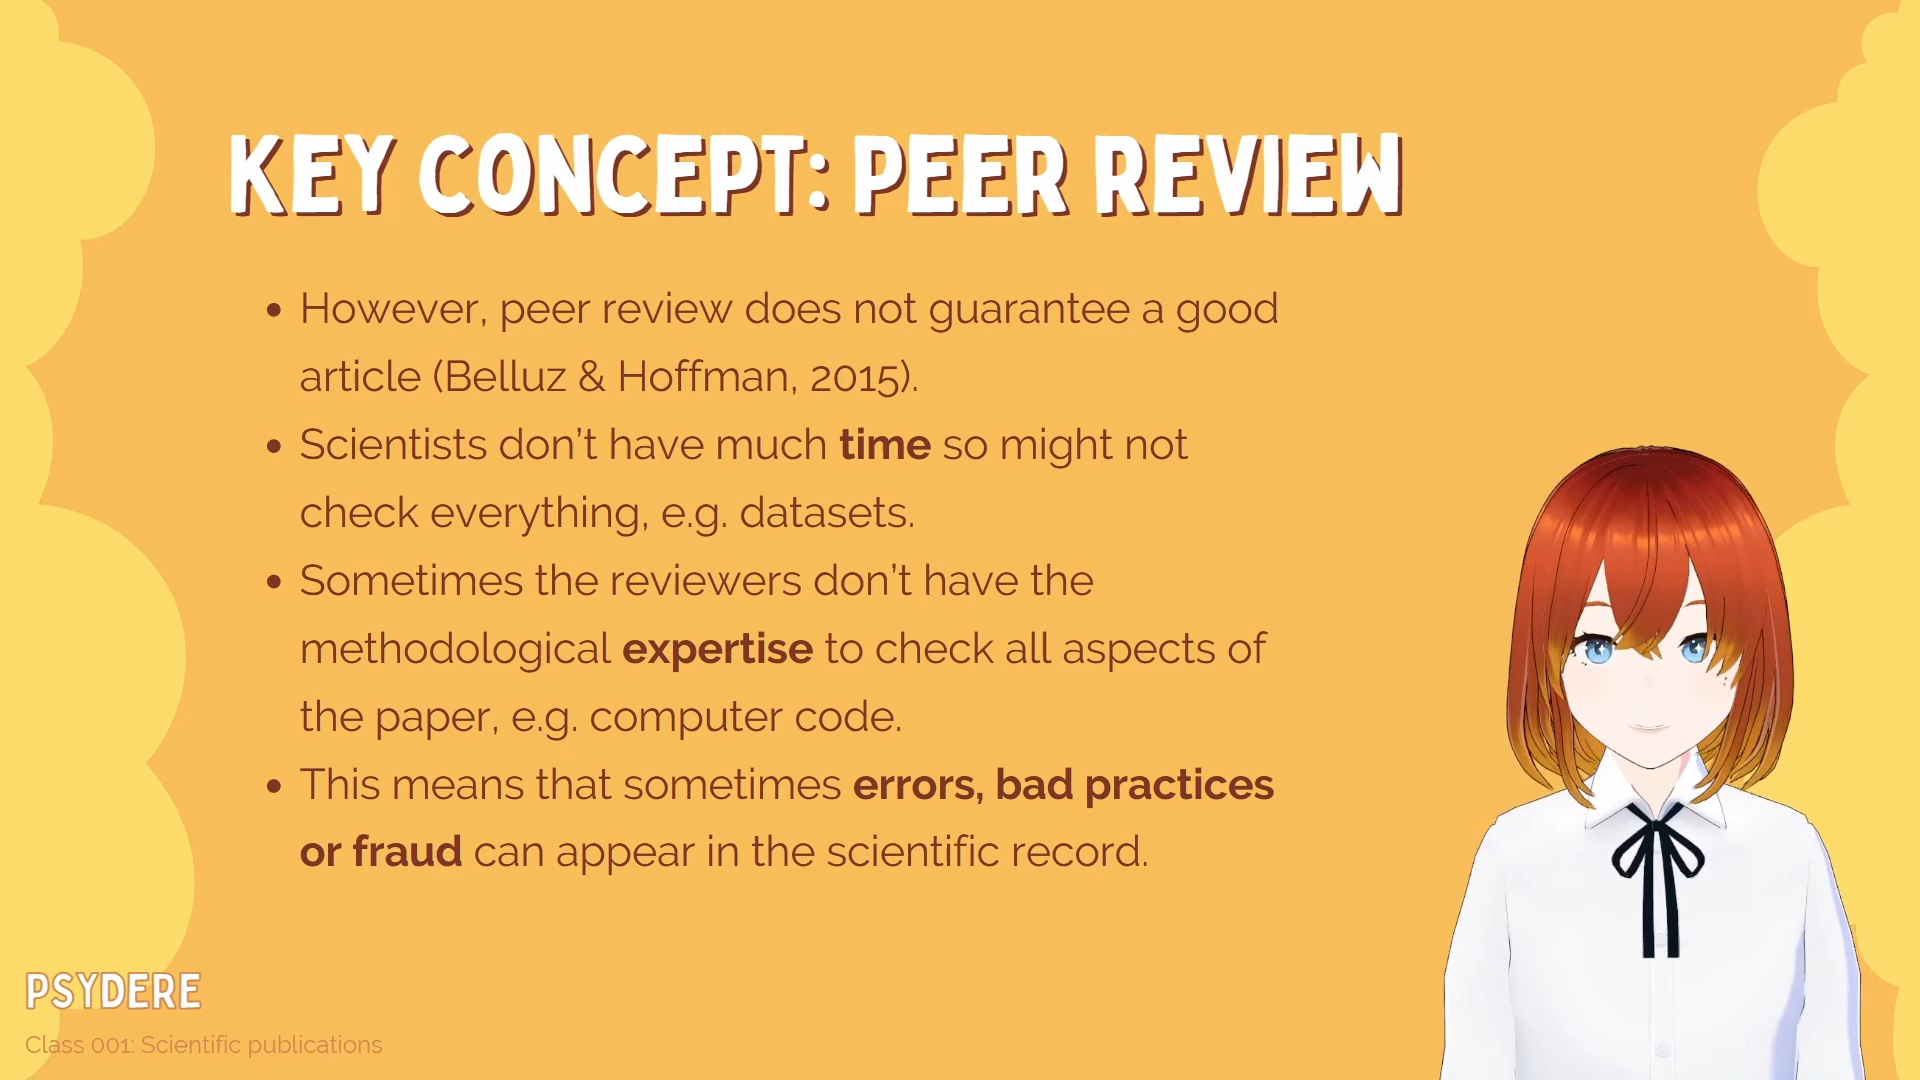 KEY CONCEPT: PEER REVIEW
• However, peer review does not guarantee a good
article (Belluz & Hoffman, 2015).
• Scientists don’t have much time so might not
check everything, e.g. datasets.
• Sometimes the reviewers don’t have the
methodological expertise to check all aspects of
the paper, e.g. computer code.
• This means that sometimes errors, bad practices
or fraud can appear in the scientific record.
PSYDERE
Class 001: Scientific publications